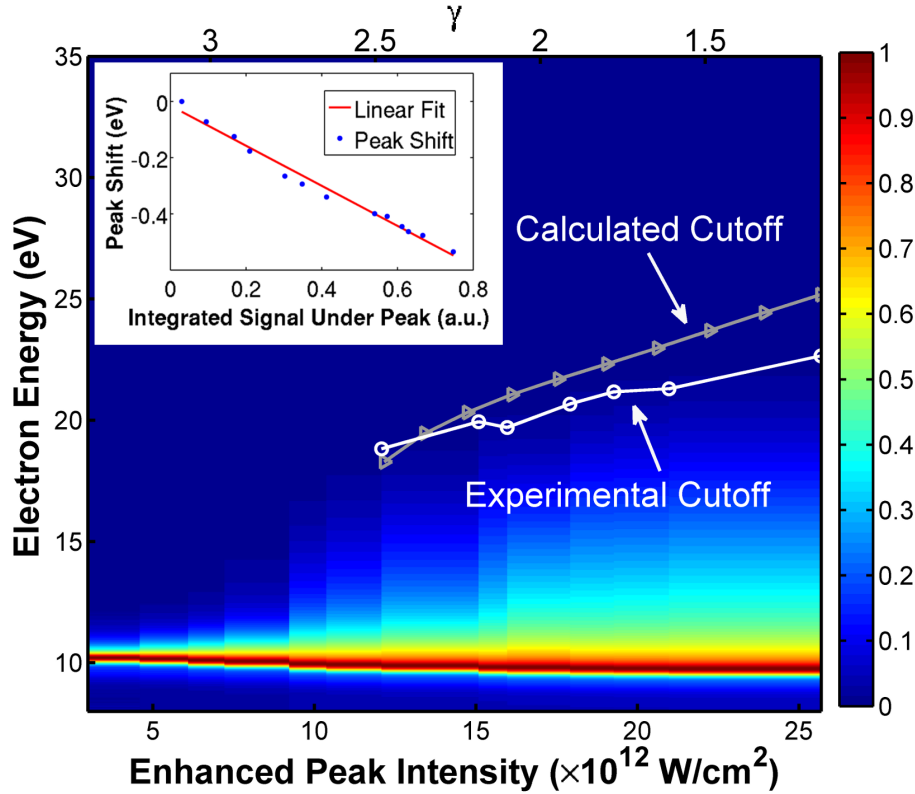 γ
3 2.5 2 1.5
35
30
25
20
15
10
Electron Energy (eV)
0
-0.2
-0.4
Peak Shift (eV)
Linear Fit
Peak Shift
0 0.2 0.4 0.6 0.8
Integrated Signal Under Peak (a.u.)
Calculated Cutoff
Experimental Cutoff
5 10 15 20 25
Enhanced Peak Intensity (×10¹² W/cm²)
1
0.9
0.8
0.7
0.6
0.5
0.4
0.3
0.2
0.1
0